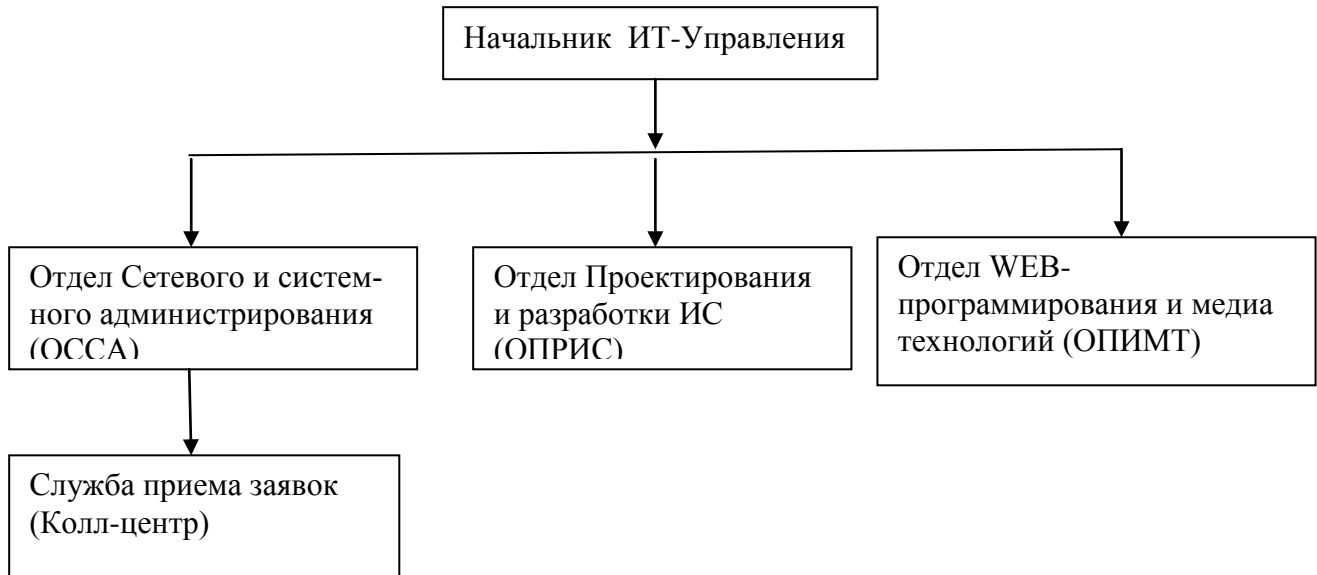 Начальник ИТ-Управления
Отдел Сетевого и систем-
ного администрирования
(ОССА)
Отдел Проектирования
и разработки ИС
(ОПРИС)
Отдел WEB-
программирования и медиа
технологий (ОПИМТ)
Служба приема заявок
(Колл-центр)